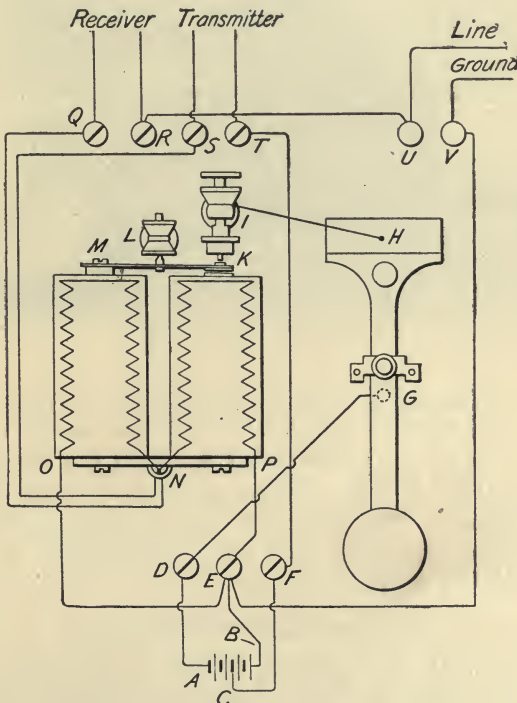 Receiver Transmitter
Line
Ground
Q R S T U V
L I
M K H
G
O N P
D E F
B
A
C